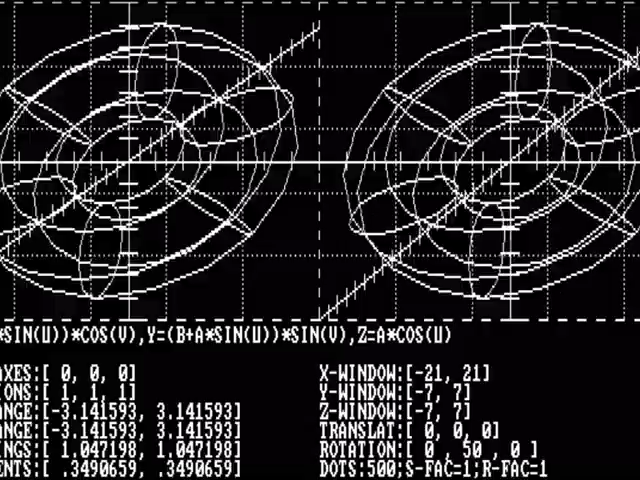 *SIN(U))*COS(V),Y=(B+A*SIN(U))*SIN(V),Z=A*COS(U)
AXES:[ 0, 0, 0] X-WINDOW:[-21, 21]
IONS:[ 1, 1, 1] Y-WINDOW:[-7, 7]
ANGE:[-3.141593, 3.141593] Z-WINDOW:[-7, 7]
ANGE:[-3.141593, 3.141593] TRANSLAT:[ 0, 0, 0]
INGS:[ 1.047198, 1.047198] ROTATION:[ 0 , 50 , 0 ]
ENTS:[ .3490659, .3490659] DOTS:500;S-FAC=1;R-FAC=1